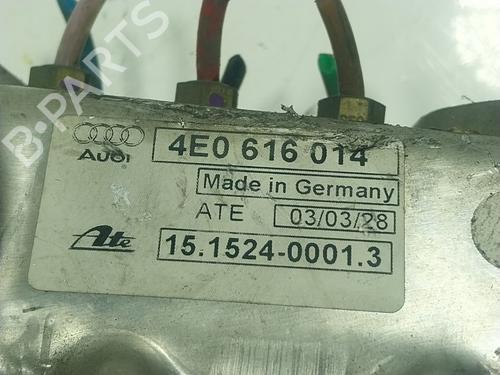 AUDI
4E0 616 014
Made in Germany
ATE 03/03/28
Ate
15.1524-0001.3
B-PARTS